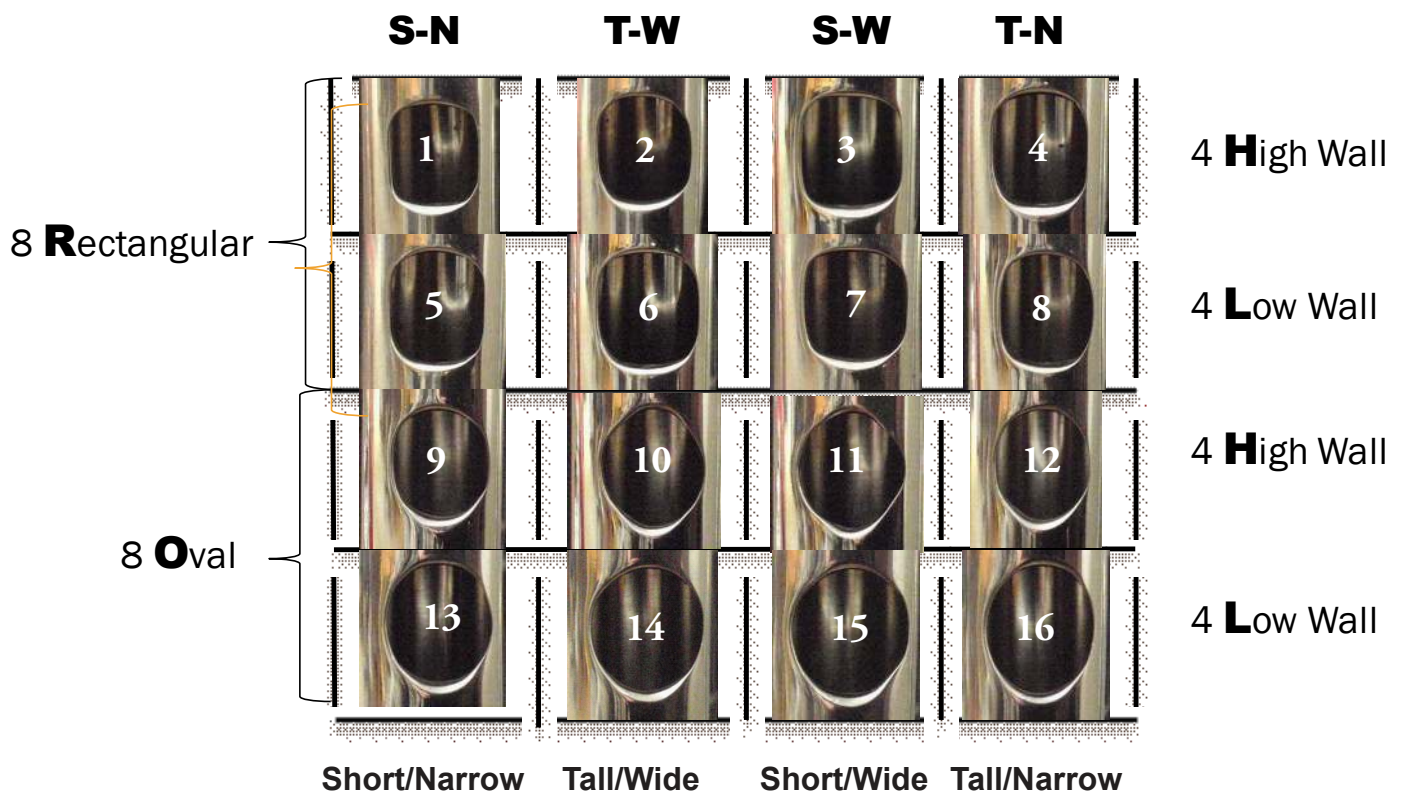 S-N T-W S-W T-N
1 2 3 4 4 High Wall
8 Rectangular
5 6 7 8 4 Low Wall
9 10 11 12 4 High Wall
8 Oval
13 14 15 16 4 Low Wall
Short/Narrow Tall/Wide Short/Wide Tall/Narrow